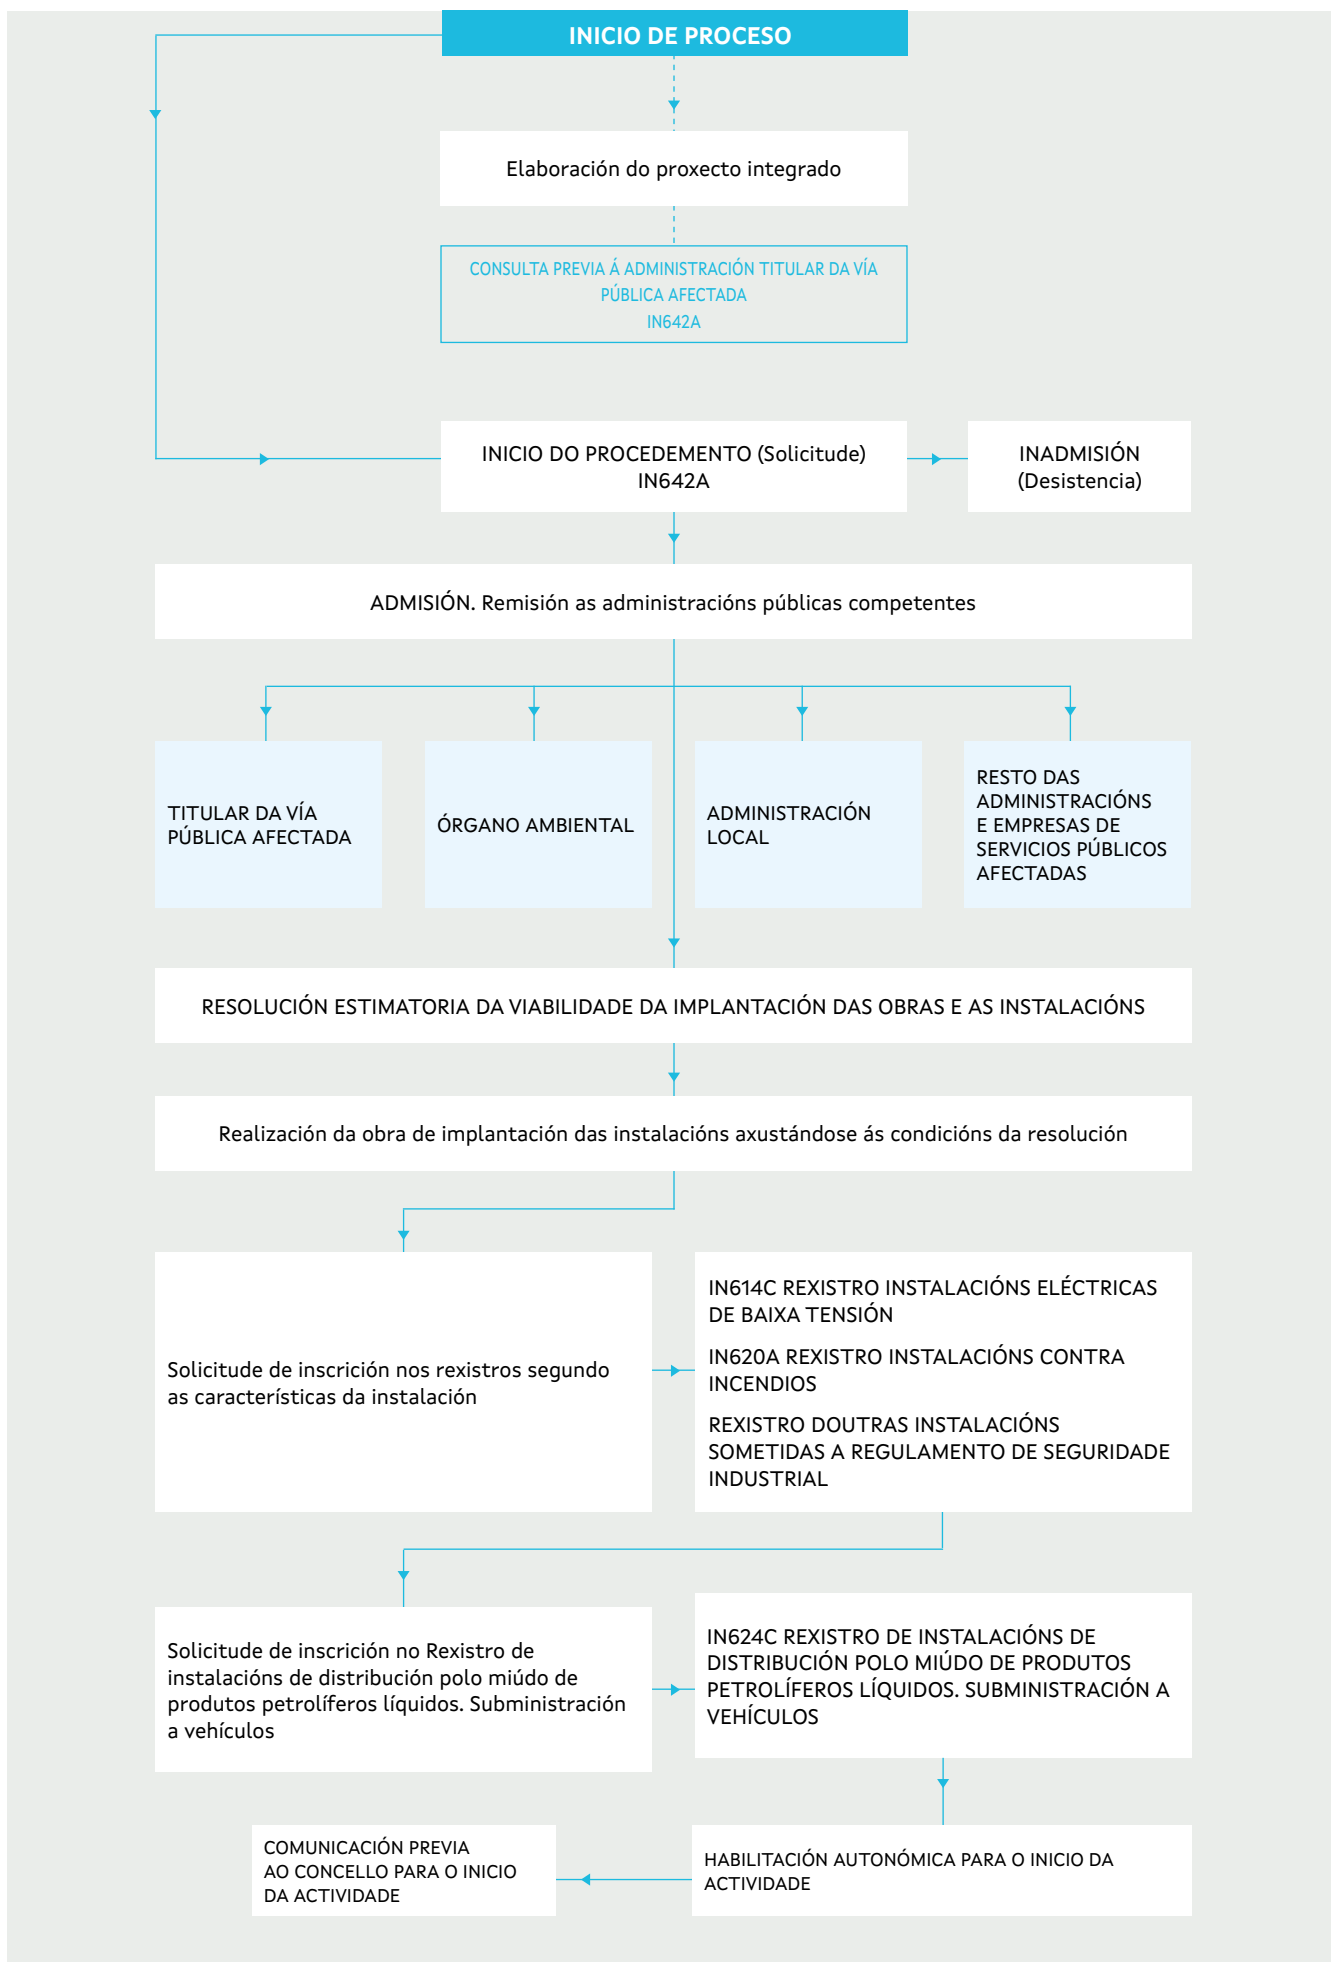 INICIO DE PROCESO
Elaboración do proxecto integrado
CONSULTA PREVIA Á ADMINISTRACIÓN TITULAR DA VÍA
PÚBLICA AFECTADA
IN642A
INICIO DO PROCEDEMENTO (Solicitude)
IN642A
INADMISIÓN
(Desistencia)
ADMISIÓN. Remisión as administracións públicas competentes
TITULAR DA VÍA
PÚBLICA AFECTADA
ÓRGANO AMBIENTAL
ADMINISTRACIÓN
LOCAL
RESTO DAS
ADMINISTRACIÓNS
E EMPRESAS DE
SERVICIOS PÚBLICOS
AFECTADAS
RESOLUCIÓN ESTIMATORIA DA VIABILIDADE DA IMPLANTACIÓN DAS OBRAS E AS INSTALACIÓNS
Realización da obra de implantación das instalacións axustándose ás condicións da resolución
Solicitude de inscrición nos rexistros segundo
as características da instalación
IN614C REXISTRO INSTALACIÓNS ELÉCTRICAS
DE BAIXA TENSIÓN
IN620A REXISTRO INSTALACIÓNS CONTRA
INCENDIOS
REXISTRO DOUTRAS INSTALACIÓNS
SOMETIDAS A REGULAMENTO DE SEGURIDADE
INDUSTRIAL
Solicitude de inscrición no Rexistro de
instalacións de distribución polo miúdo de
produtos petrolíferos líquidos. Subministración
a vehículos
IN624C REXISTRO DE INSTALACIÓNS DE
DISTRIBUCIÓN POLO MIÚDO DE PRODUTOS
PETROLÍFEROS LÍQUIDOS. SUBMINISTRACIÓN A
VEHÍCULOS
COMUNICACIÓN PREVIA
AO CONCELLO PARA O INICIO
DA ACTIVIDADE
HABILITACIÓN AUTONÓMICA PARA O INICIO DA
ACTIVIDADE